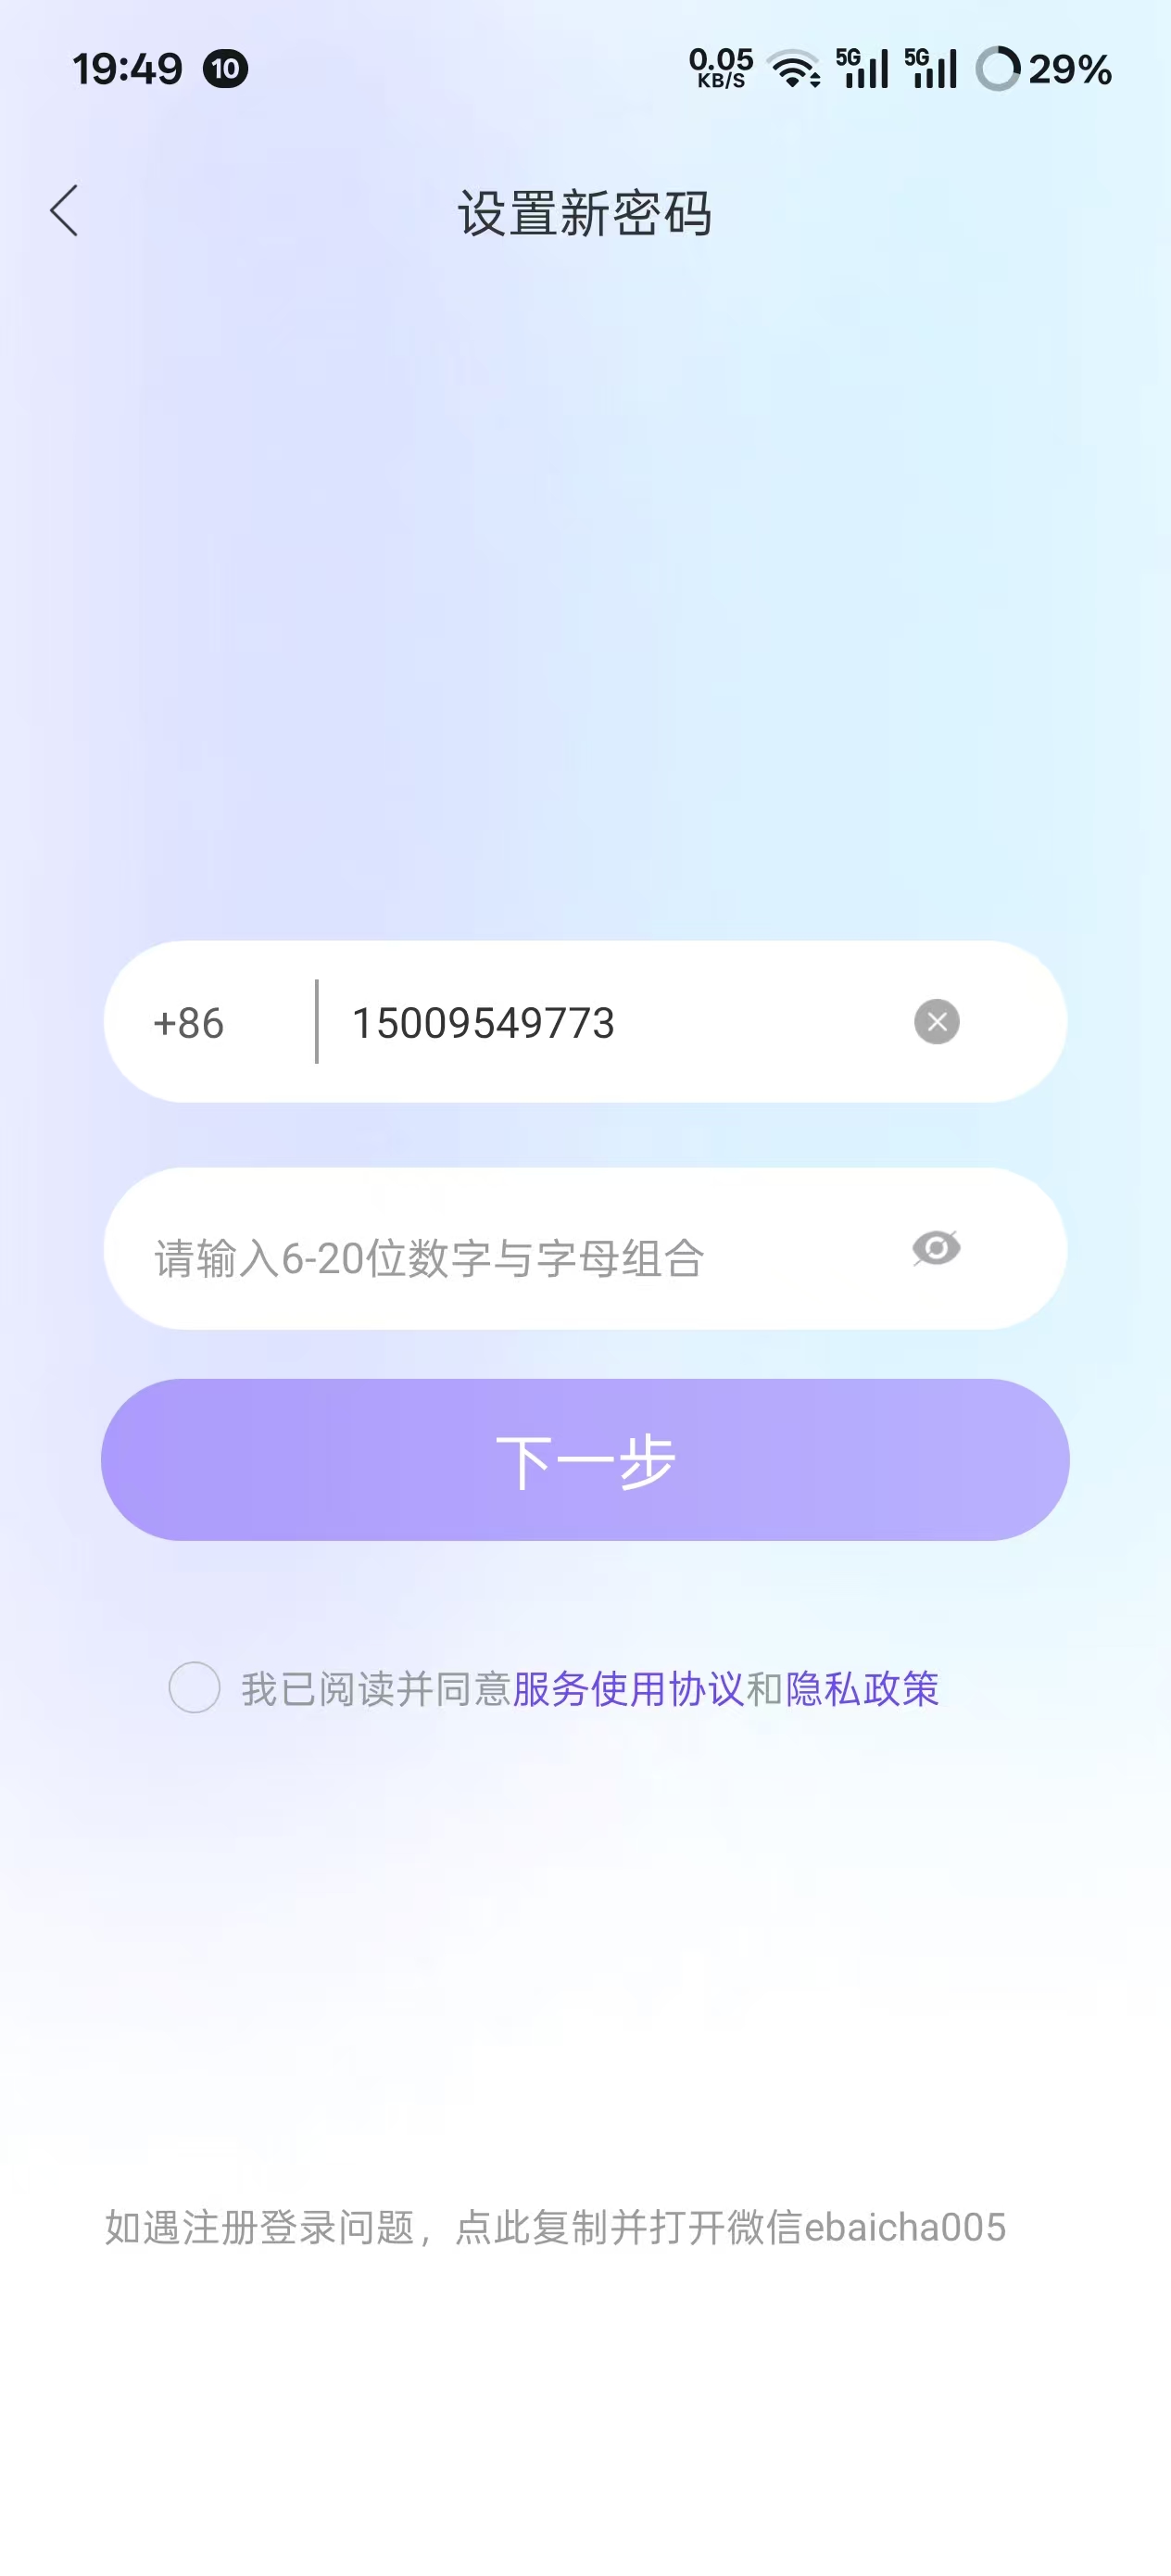 19:49 10 0.05 KB/S 5G 5G 29%
设置新密码
+86 15009549773
请输入6-20位数字与字母组合
下一步
我已阅读并同意服务使用协议和隐私政策
如遇注册登录问题，点此复制并打开微信ebaicha005